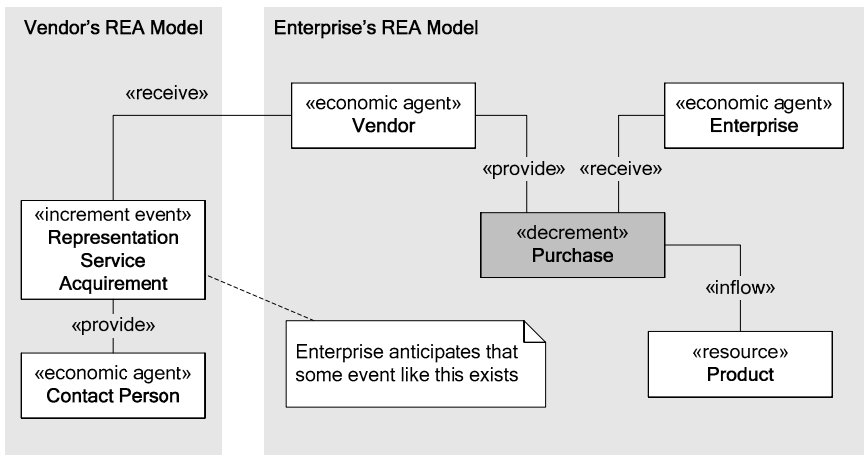 Vendor's REA Model
Enterprise's REA Model
«receive»
«economic agent»
Vendor
«economic agent»
Enterprise
«provide»
«receive»
«increment event»
Representation
Service
Acquirement
«decrement»
Purchase
«inflow»
«provide»
Enterprise anticipates that
some event like this exists
«resource»
Product
«economic agent»
Contact Person